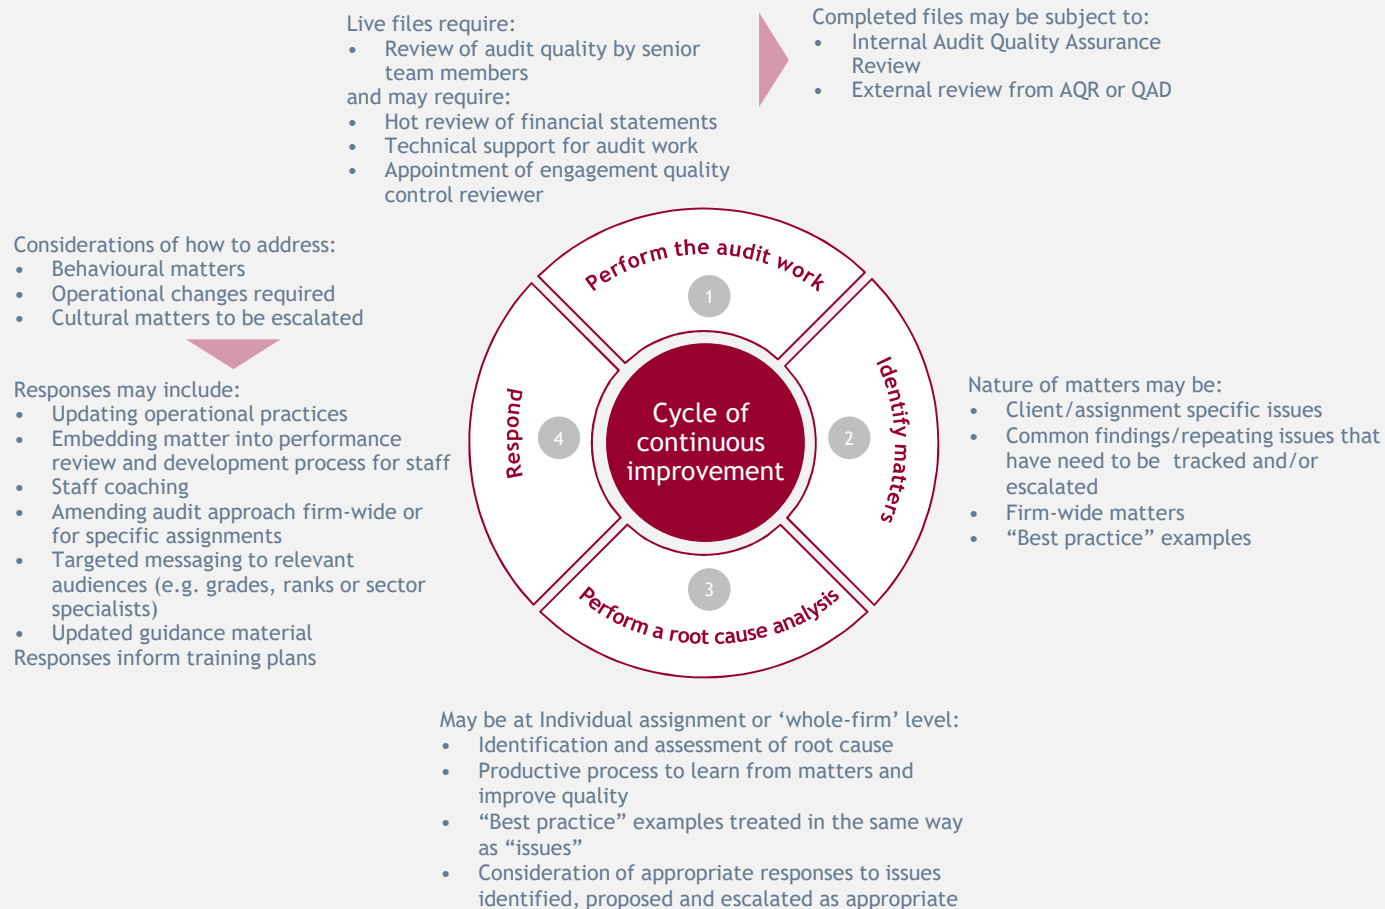 Live files require:
• Review of audit quality by senior
team members
and may require:
• Hot review of financial statements
• Technical support for audit work
• Appointment of engagement quality
control reviewer
Completed files may be subject to:
• Internal Audit Quality Assurance
Review
• External review from AQR or QAD
Considerations of how to address:
• Behavioural matters
• Operational changes required
• Cultural matters to be escalated
Responses may include:
• Updating operational practices
• Embedding matter into performance
review and development process for staff
• Staff coaching
• Amending audit approach firm-wide or
for specific assignments
• Targeted messaging to relevant
audiences (e.g. grades, ranks or sector
specialists)
• Updated guidance material
Responses inform training plans
Perform the audit work
1
Identify matters
2
Perform a root cause analysis
3
Respond
4
Cycle of
continuous
improvement
Nature of matters may be:
• Client/assignment specific issues
• Common findings/repeating issues that
have need to be tracked and/or
escalated
• Firm-wide matters
• “Best practice” examples
May be at Individual assignment or ‘whole-firm’ level:
• Identification and assessment of root cause
• Productive process to learn from matters and
improve quality
• “Best practice” examples treated in the same way
as “issues”
• Consideration of appropriate responses to issues
identified, proposed and escalated as appropriate